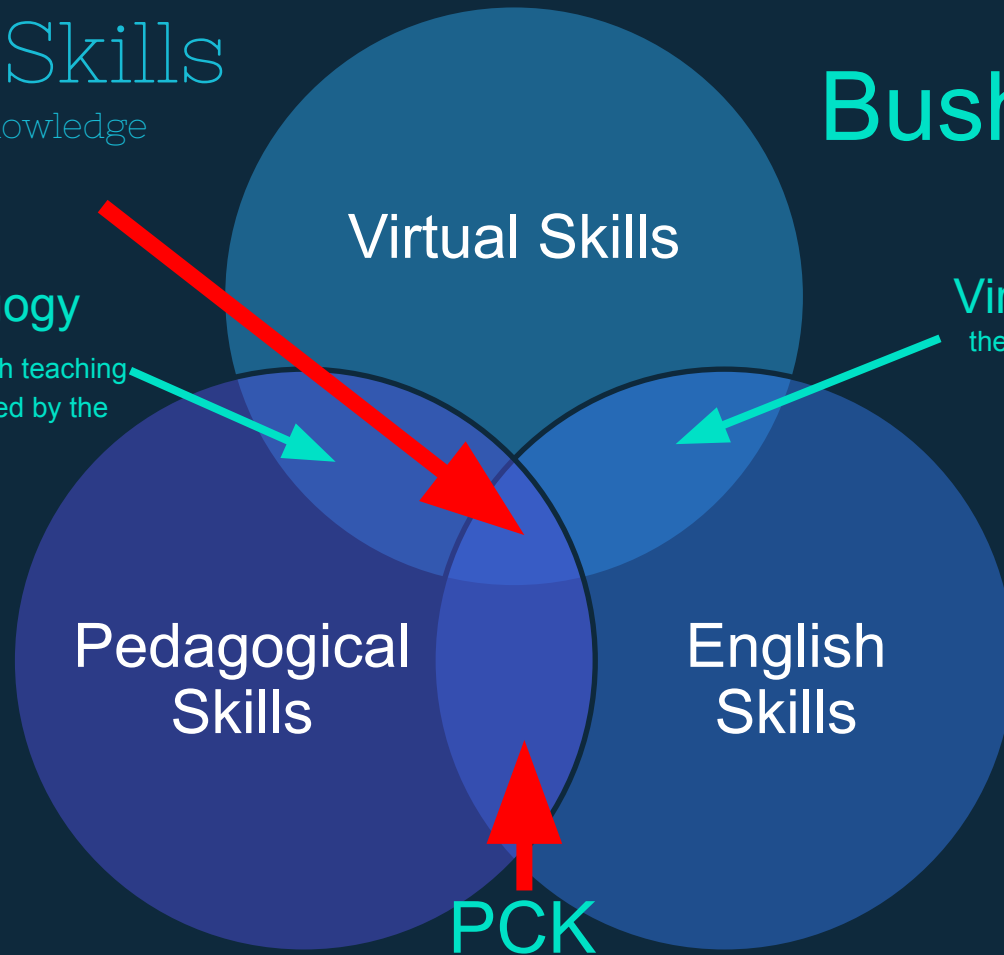 Skills
owledge
Bush
Virtual Skills
ogy
h teaching
ed by the
Vir
the
Pedagogical
Skills
English
Skills
PCK